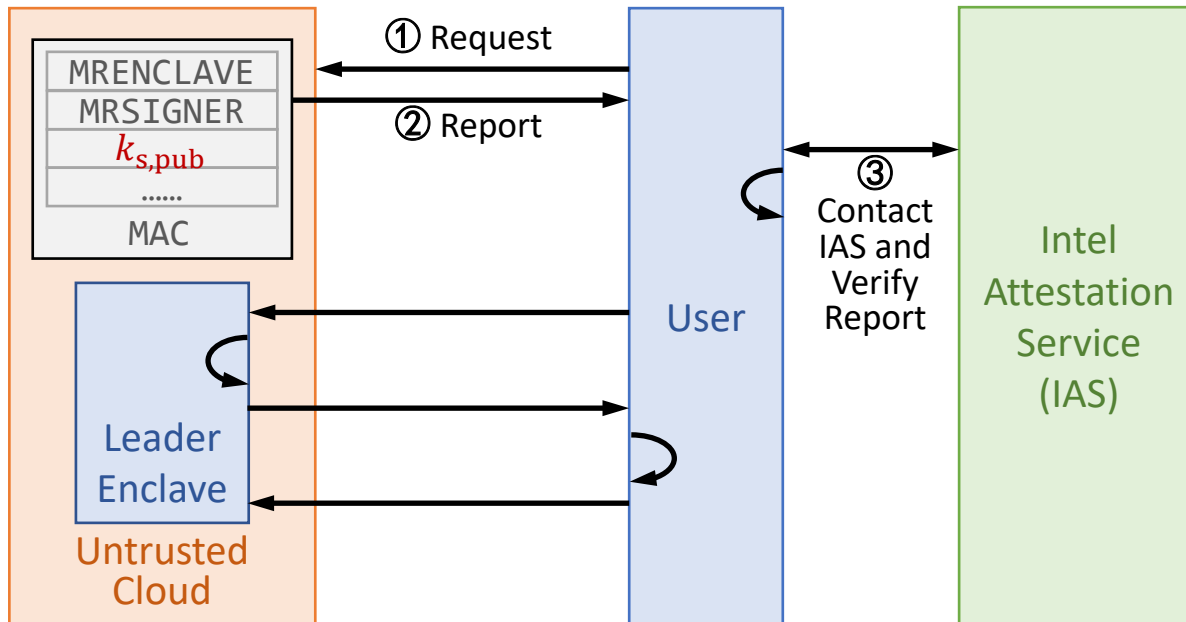 ① Request
MRENCLAVE
MRSIGNER
② Report
k_s,pub
......
MAC
③
Contact
IAS and
Verify
Report
User
Intel
Attestation
Service
(IAS)
Leader
Enclave
Untrusted
Cloud